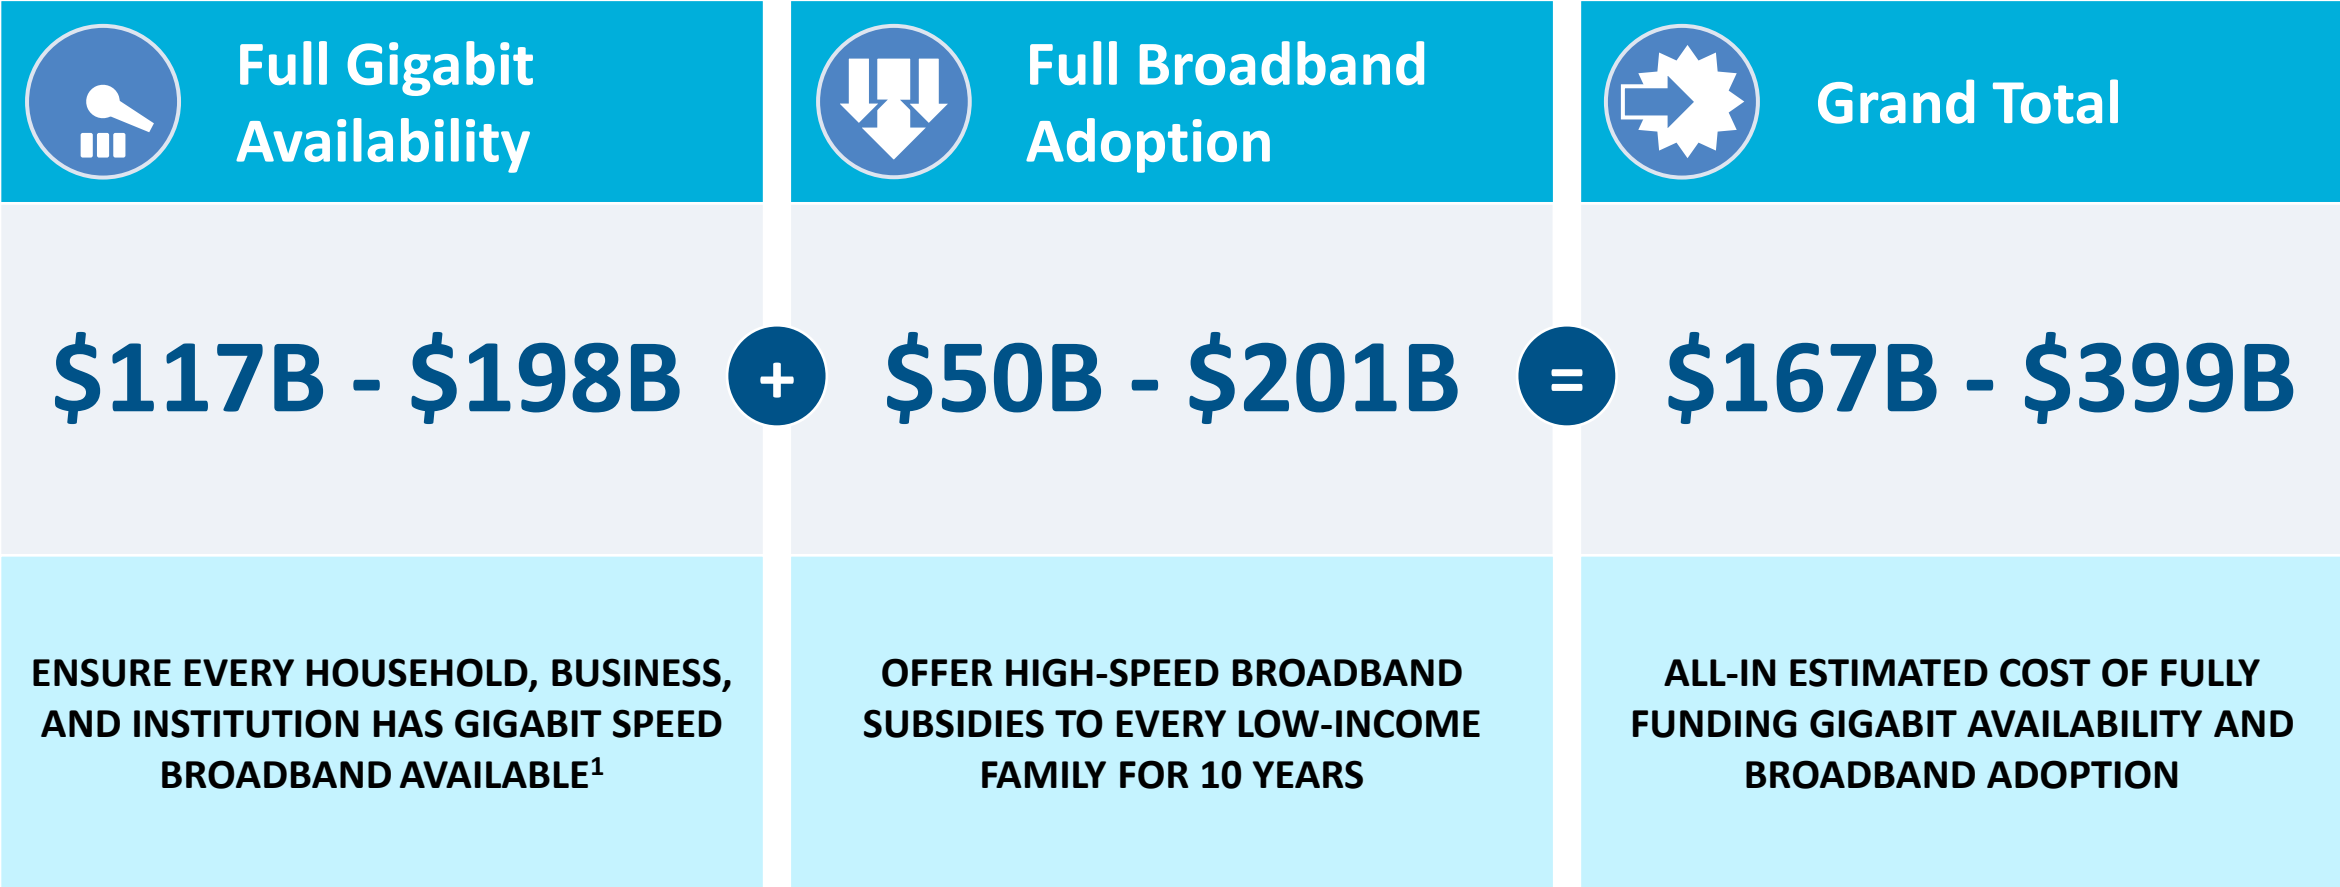 Full Gigabit
Availability
Full Broadband
Adoption
Grand Total
$117B - $198B
+
$50B - $201B
=
$167B - $399B
ENSURE EVERY HOUSEHOLD, BUSINESS,
AND INSTITUTION HAS GIGABIT SPEED
BROADBAND AVAILABLE¹
OFFER HIGH-SPEED BROADBAND
SUBSIDIES TO EVERY LOW-INCOME
FAMILY FOR 10 YEARS
ALL-IN ESTIMATED COST OF FULLY
FUNDING GIGABIT AVAILABILITY AND
BROADBAND ADOPTION